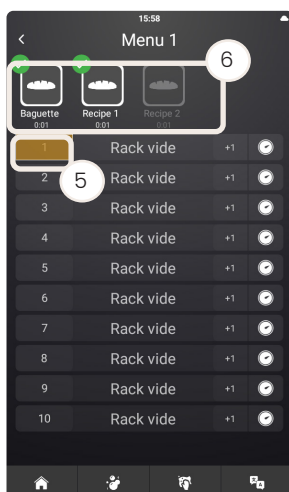 15:58
Menu 1
6
Baguette Recipe 1 Recipe 2
0:01 0:01 0:01
1 Rack vide +1
5
2 Rack vide +1
3 Rack vide +1
4 Rack vide +1
5 Rack vide +1
6 Rack vide +1
7 Rack vide +1
8 Rack vide +1
9 Rack vide +1
10 Rack vide +1